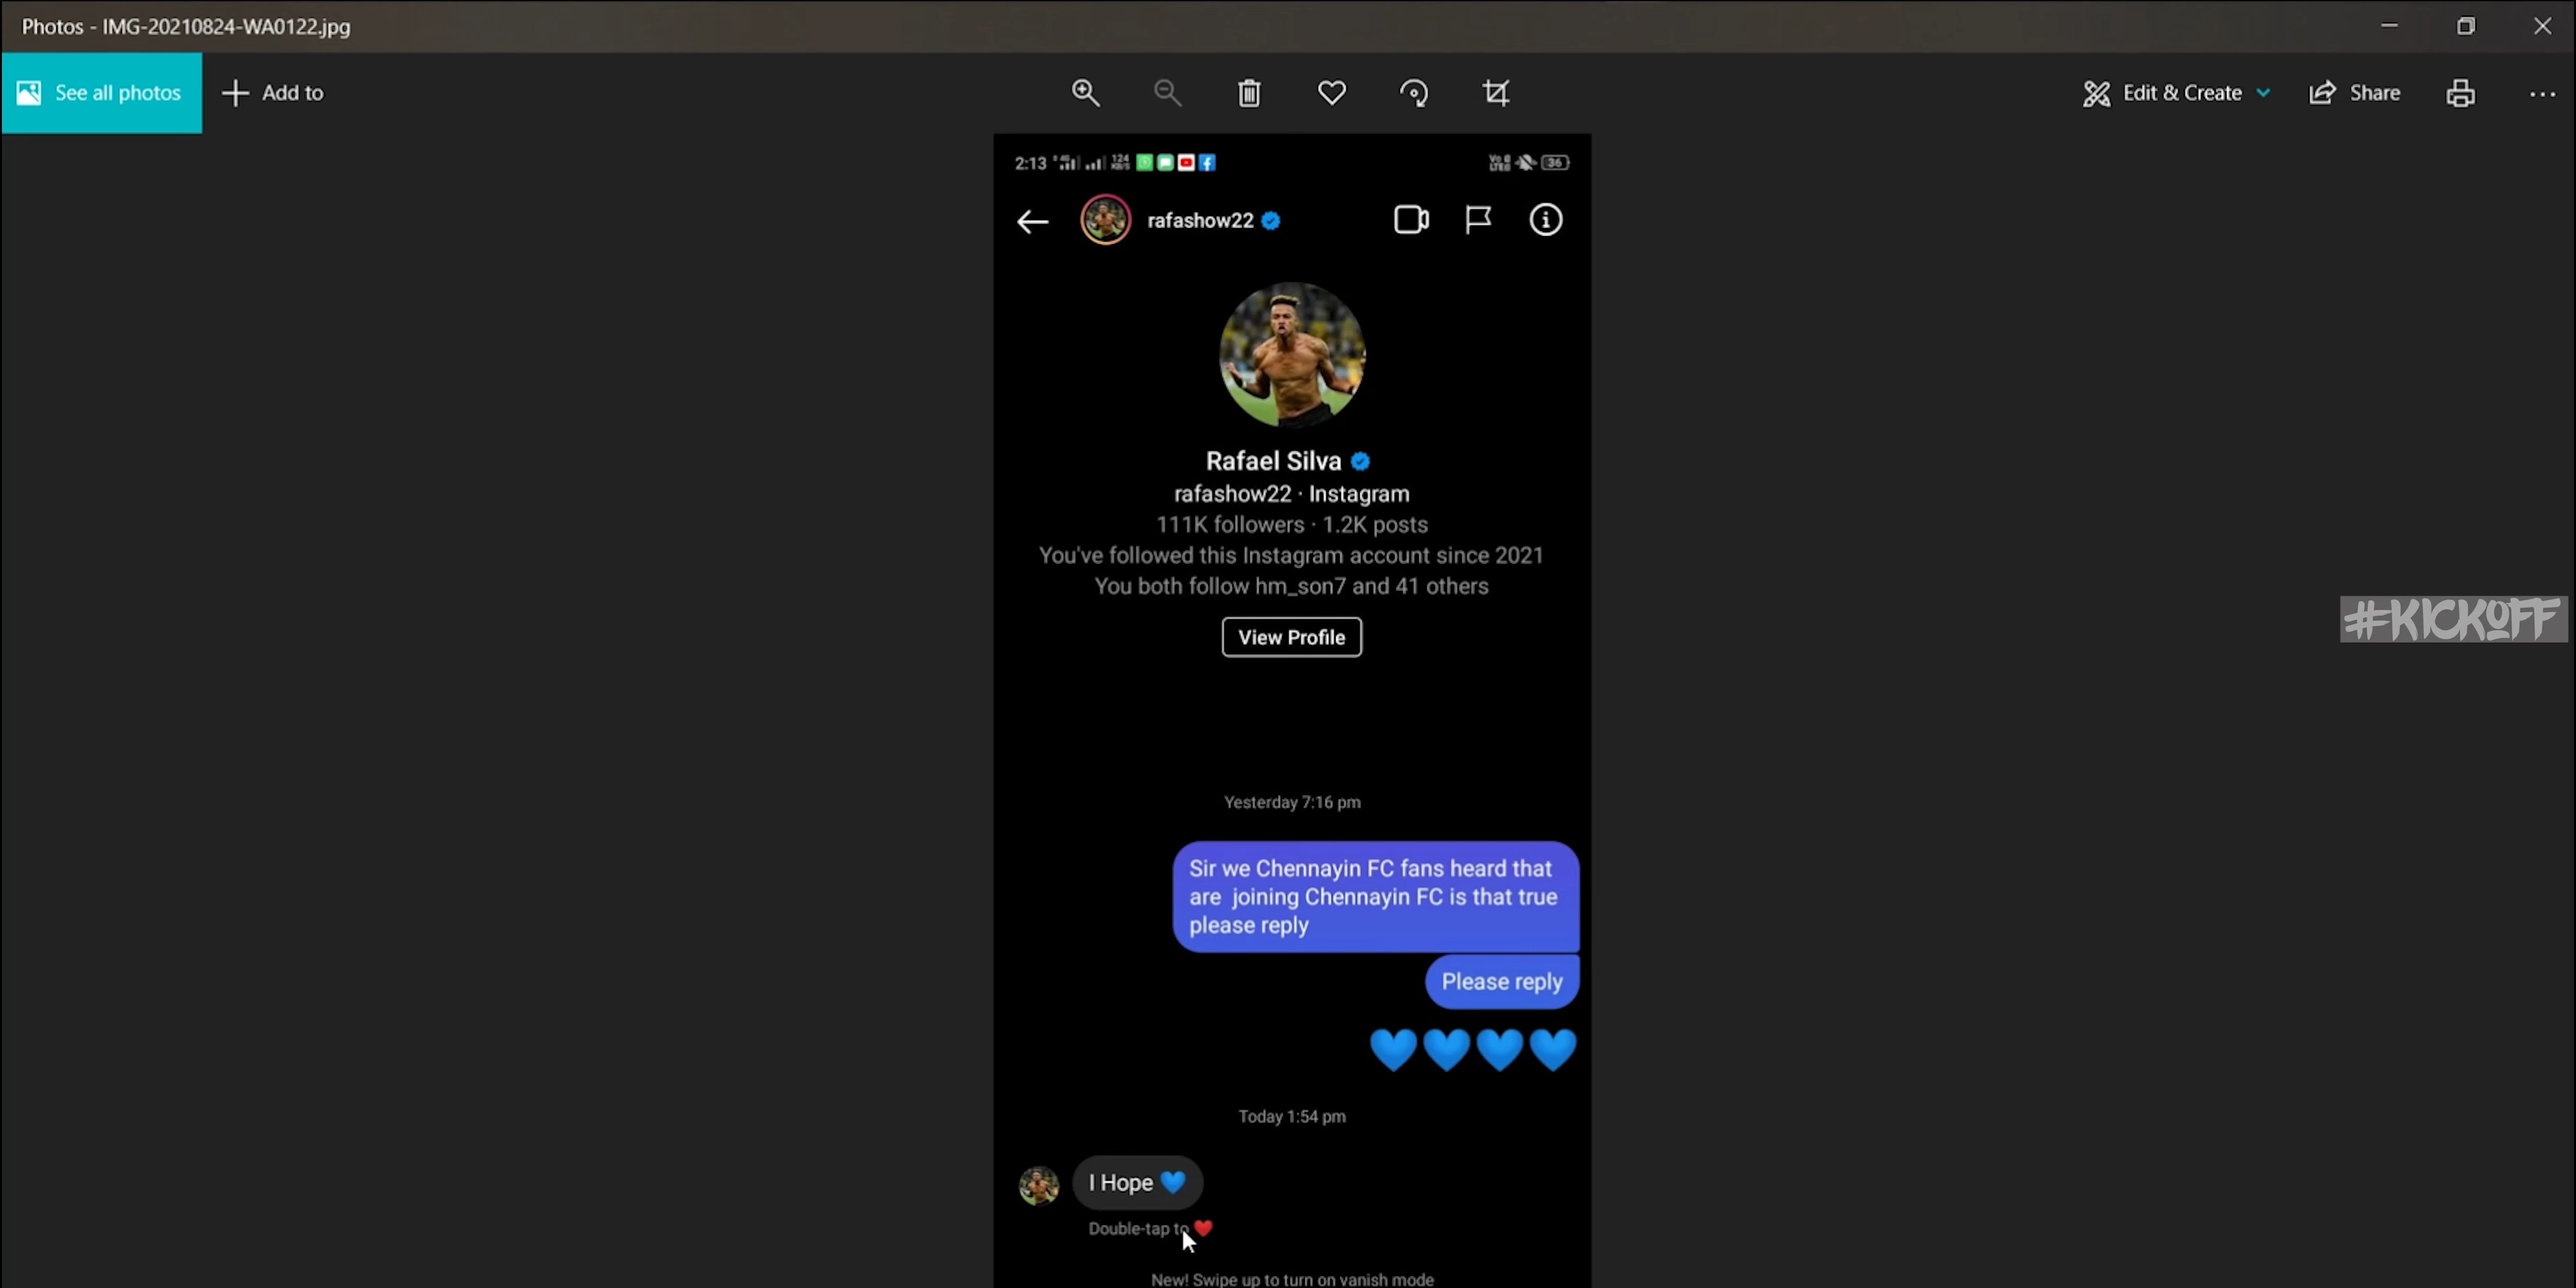 Photos - IMG-20210824-WA0122.jpg
See all photos
Add to
Edit & Create
Share
2:13
124
KB/S
36
rafashow22
Rafael Silva
rafashow22 · Instagram
111K followers · 1.2K posts
You've followed this Instagram account since 2021
You both follow hm_son7 and 41 others
View Profile
#KICKOFF
Yesterday 7:16 pm
Sir we Chennayin FC fans heard that
are joining Chennayin FC is that true
please reply
Please reply
💙💙💙💙
Today 1:54 pm
I Hope 💙
Double-tap to ❤️
New! Swipe up to turn on vanish mode